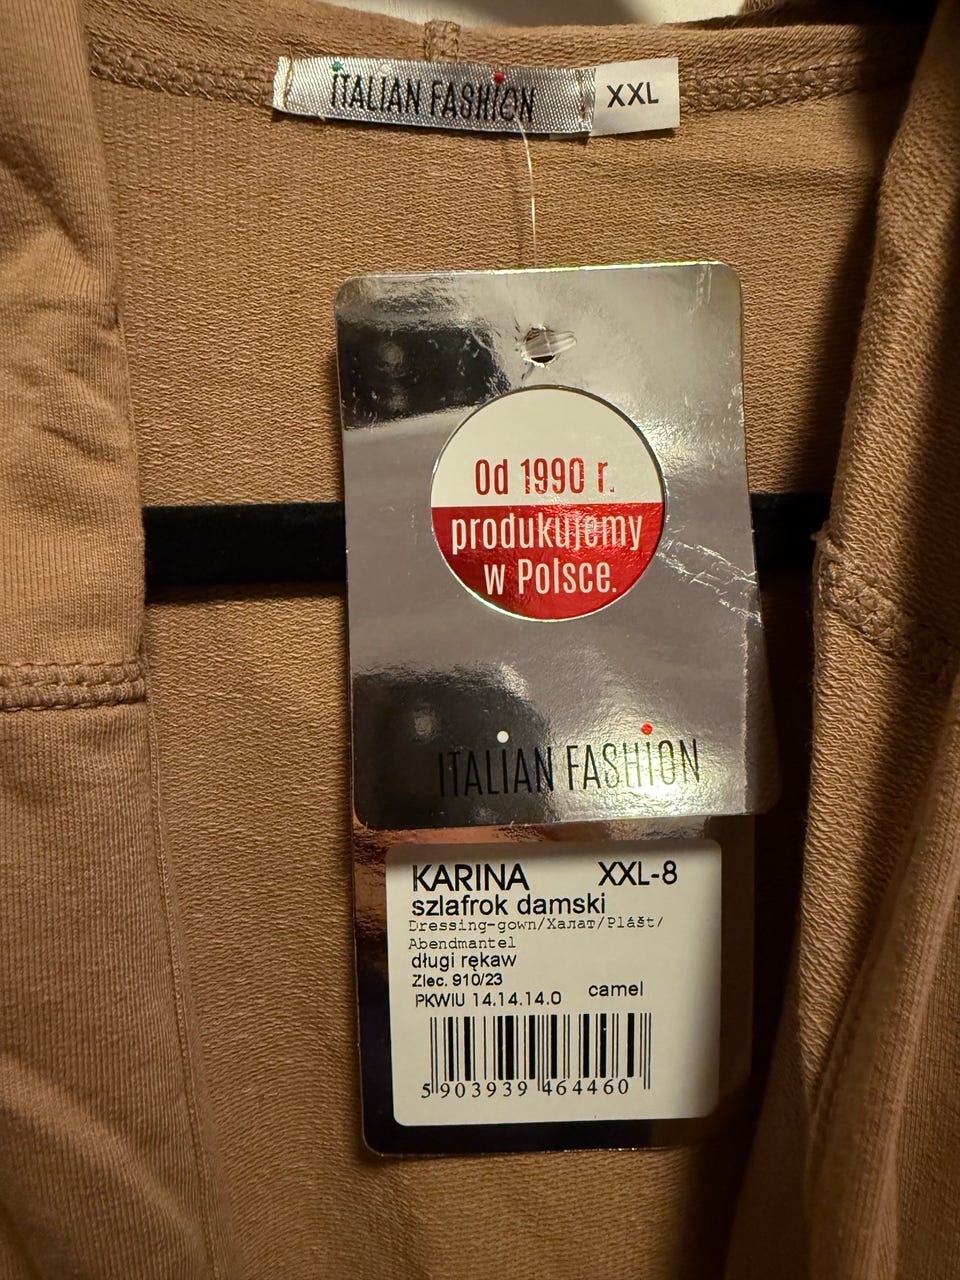 ITALIAN FASHION
XXL
Od 1990 r.
produkujemy
w Polsce.
ITALIAN FASHION
KARINA XXL-8
szlafrok damski
Dressing-gown/Халат/Plášt/
Abendmantel
długi rękaw
Zlec. 910/23
PKWIU 14.14.14.0 camel
5 903939 464460